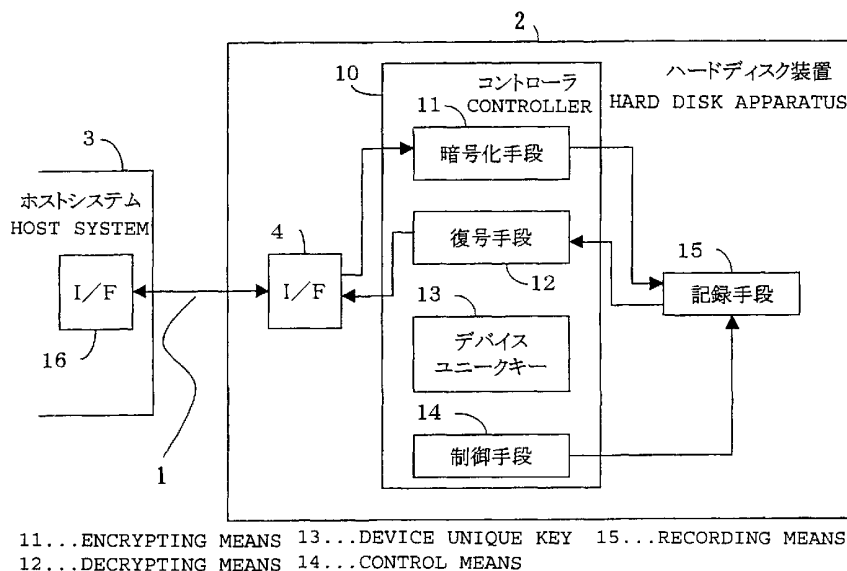 2
10
コントローラ
CONTROLLER
ハードディスク装置
HARD DISK APPARATUS
11
暗号化手段
3
ホストシステム
HOST SYSTEM
4
復号手段
12
15
記録手段
I/F
I/F
16
13
デバイス
ユニークキー
14
制御手段
1
11...ENCRYPTING MEANS 13...DEVICE UNIQUE KEY 15...RECORDING MEANS
12...DECRYPTING MEANS 14...CONTROL MEANS